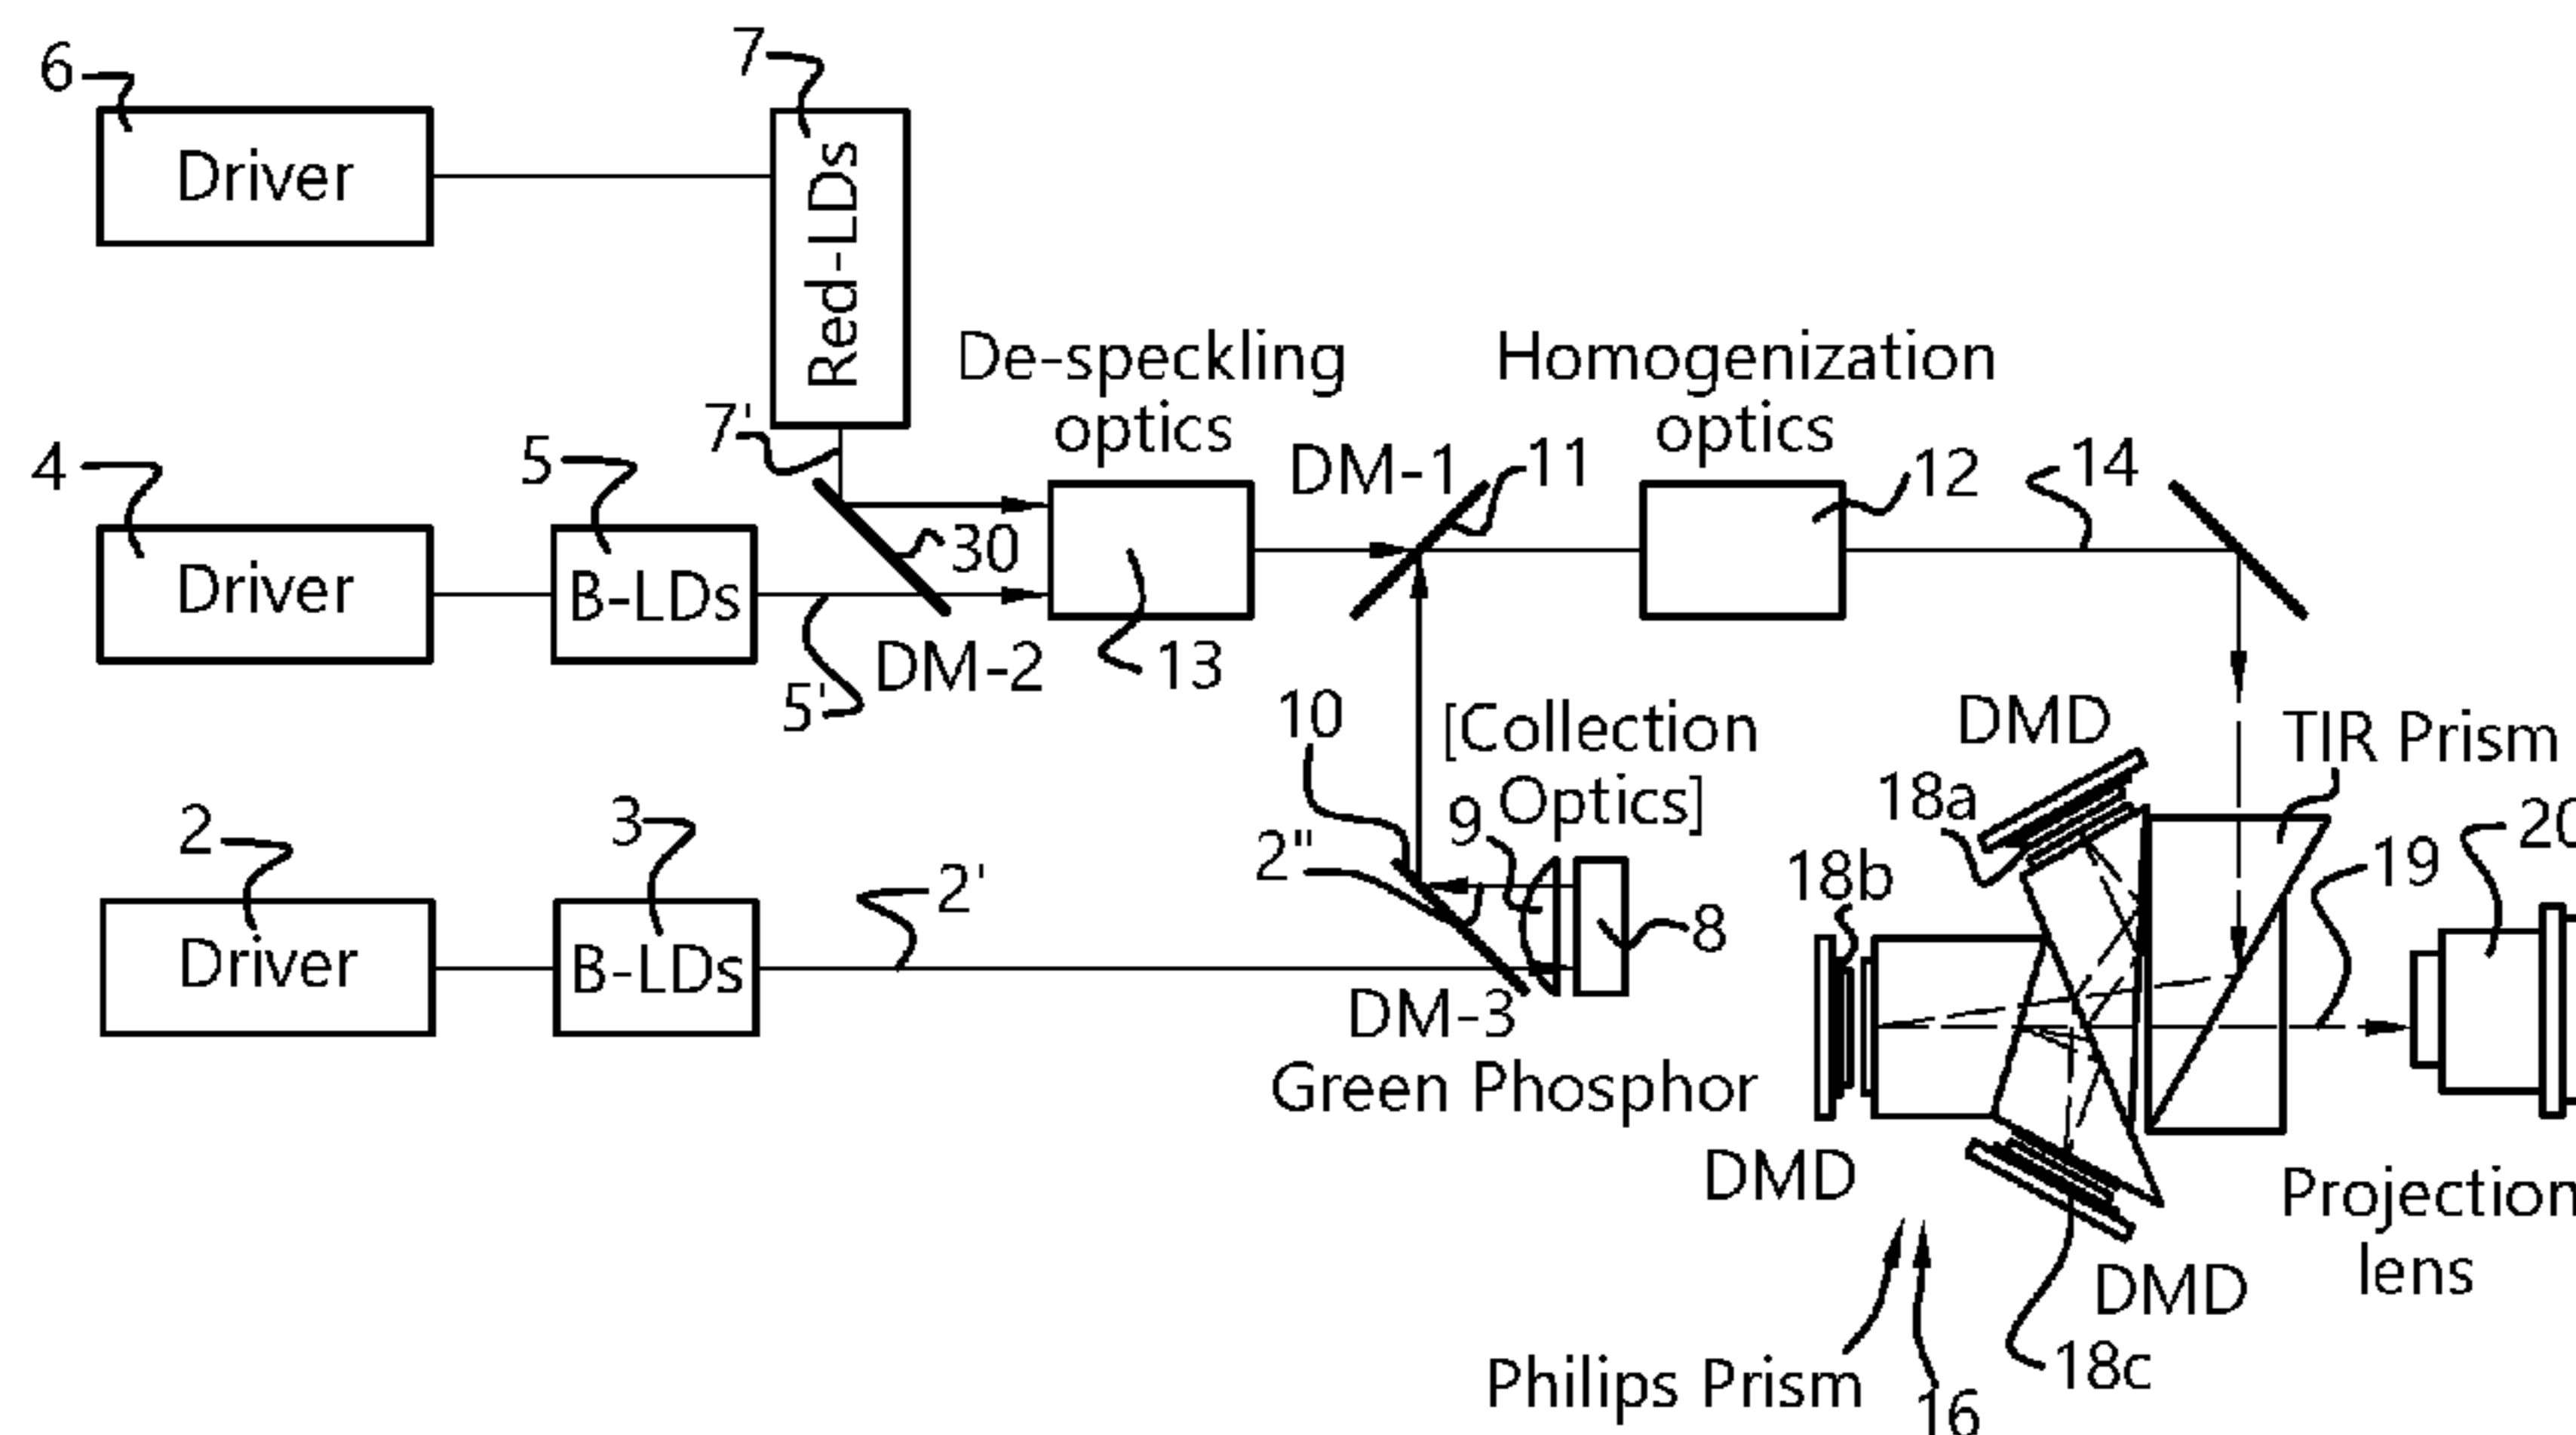 6
7
Driver
Red-LDs
De-speckling
optics
Homogenization
optics
7'
4
5
DM-1
11
12
14
30
Driver
B-LDs
5'
DM-2
13
10
[Collection
Optics]
DMD
TIR Prism
2
3
2'
2"
9
8
18a
18b
19
20
Driver
B-LDs
DM-3
Green Phosphor
DMD
Projection
lens
DMD
18c
Philips Prism
16